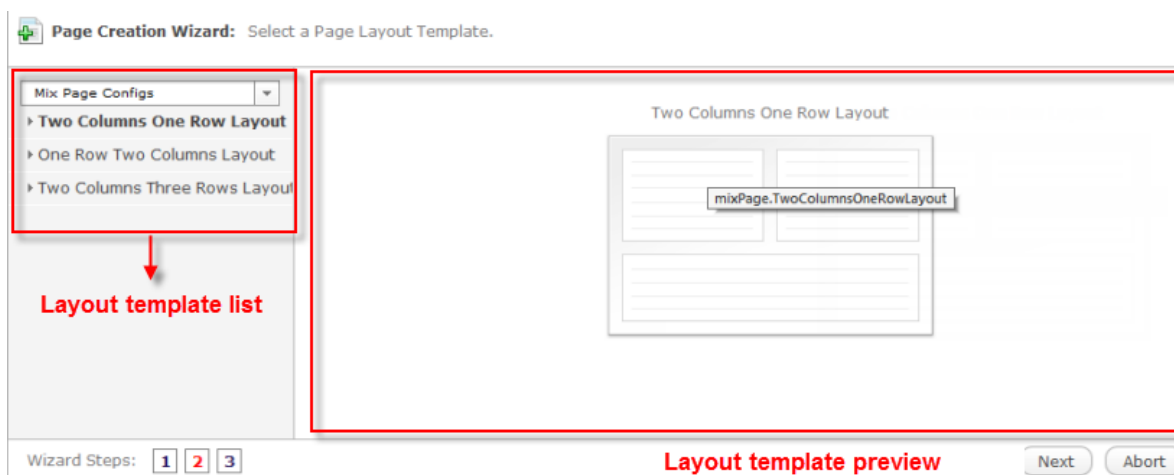 Page Creation Wizard: Select a Page Layout Template.
Mix Page Configs
Two Columns One Row Layout
One Row Two Columns Layout
Two Columns Three Rows Layout
Layout template list
Two Columns One Row Layout
mixPage.TwoColumnsOneRowLayout
Wizard Steps: 1 2 3
Layout template preview
Next Abort